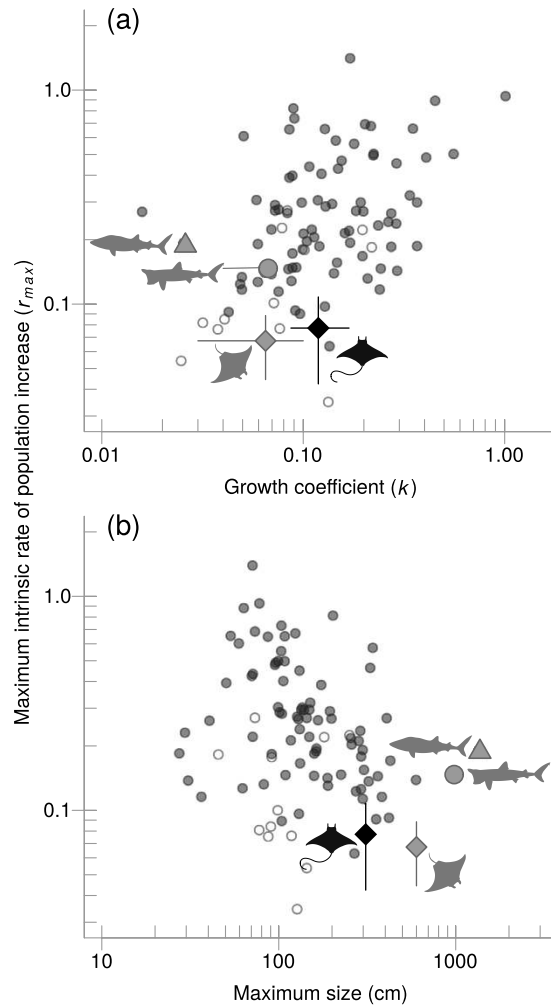 (a)
1.0
0.1
0.01 0.10 1.00
Growth coefficient (k)
Maximum intrinsic rate of population increase (rmax)
(b)
1.0
0.1
10 100 1000
Maximum size (cm)